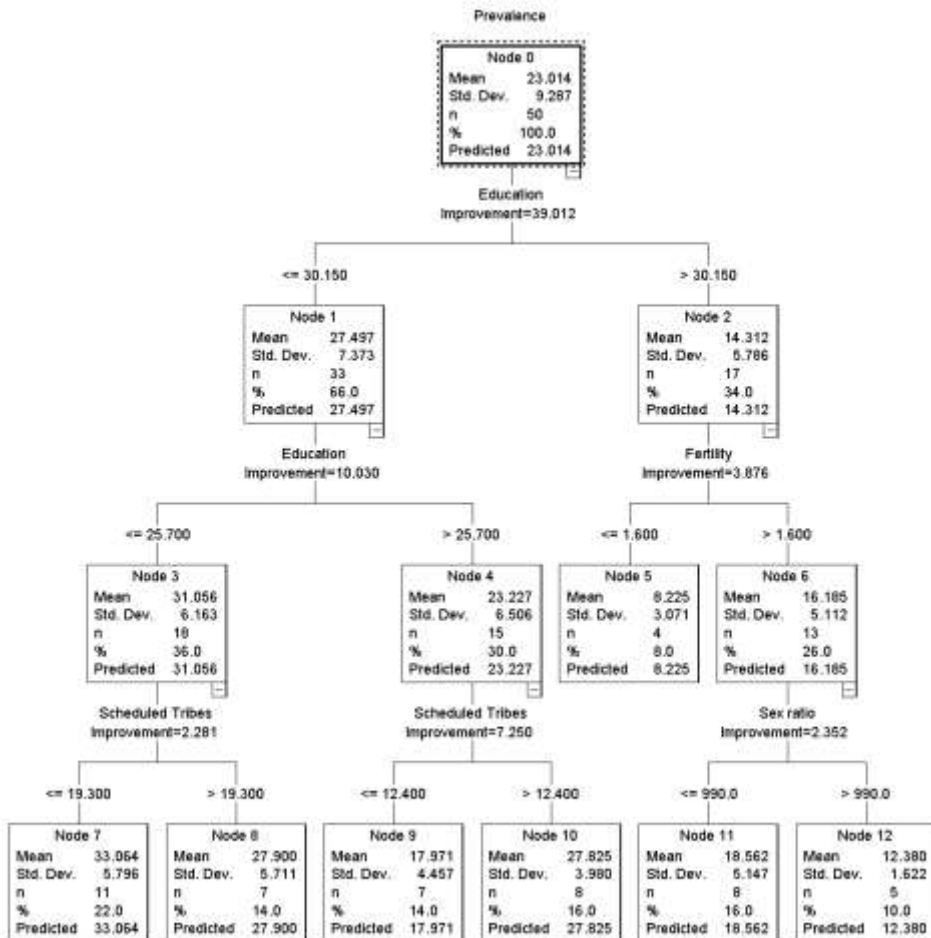 Prevalence
Node 0
Mean 23.014
Std. Dev. 9.287
n 50
% 100.0
Predicted 23.014
Education
Improvement=39.012
<= 30.150
> 30.150
Node 1
Mean 27.497
Std. Dev. 7.373
n 33
% 66.0
Predicted 27.497
Node 2
Mean 14.312
Std. Dev. 5.786
n 17
% 34.0
Predicted 14.312
Education
Improvement=10.030
Fertility
Improvement=3.876
<= 25.700
> 25.700
<= 1.600
> 1.600
Node 3
Mean 31.056
Std. Dev. 6.163
n 18
% 36.0
Predicted 31.056
Node 4
Mean 23.227
Std. Dev. 6.506
n 15
% 30.0
Predicted 23.227
Node 5
Mean 8.225
Std. Dev. 3.071
n 4
% 8.0
Predicted 8.225
Node 6
Mean 16.185
Std. Dev. 5.112
n 13
% 26.0
Predicted 16.185
Scheduled Tribes
Improvement=2.281
Scheduled Tribes
Improvement=7.250
Sex ratio
Improvement=2.352
<= 19.300
> 19.300
<= 12.400
> 12.400
<= 990.0
> 990.0
Node 7
Mean 33.064
Std. Dev. 5.796
n 11
% 22.0
Predicted 33.064
Node 8
Mean 27.900
Std. Dev. 5.711
n 7
% 14.0
Predicted 27.900
Node 9
Mean 17.971
Std. Dev. 4.457
n 7
% 14.0
Predicted 17.971
Node 10
Mean 27.825
Std. Dev. 3.980
n 8
% 16.0
Predicted 27.825
Node 11
Mean 18.562
Std. Dev. 5.147
n 8
% 16.0
Predicted 18.562
Node 12
Mean 12.380
Std. Dev. 1.622
n 5
% 10.0
Predicted 12.380